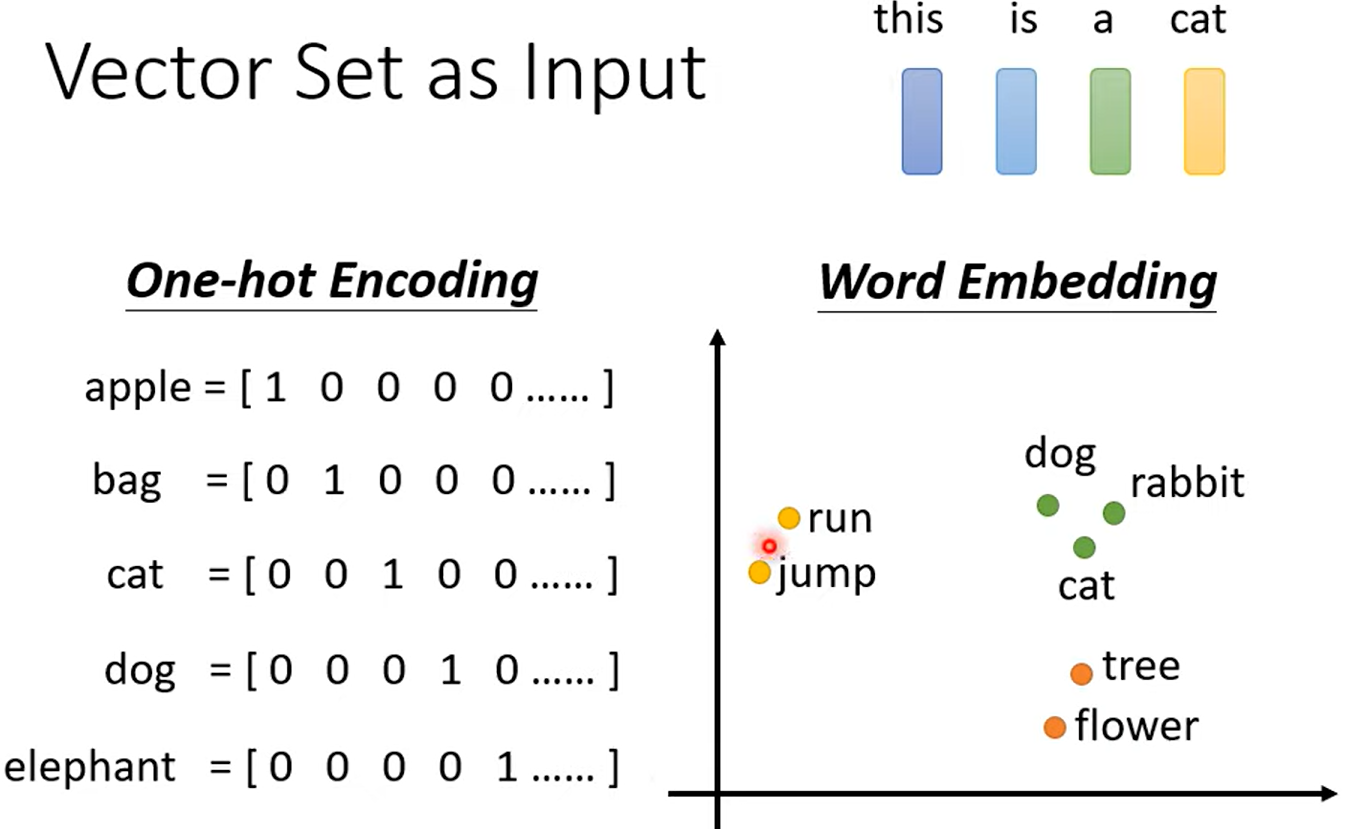 this is a cat
Vector Set as Input
One-hot Encoding
apple = [ 1 0 0 0 0 …… ]
bag = [ 0 1 0 0 0 …… ]
cat = [ 0 0 1 0 0 …… ]
dog = [ 0 0 0 1 0 …… ]
elephant = [ 0 0 0 0 1 …… ]
Word Embedding
dog
rabbit
run
jump
cat
tree
flower